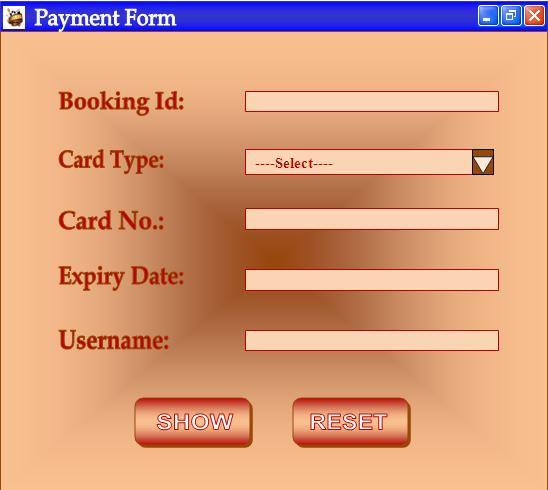 Payment Form
Booking Id:
Card Type: ----Select----
Card No.:
Expiry Date:
Username:
SHOW RESET